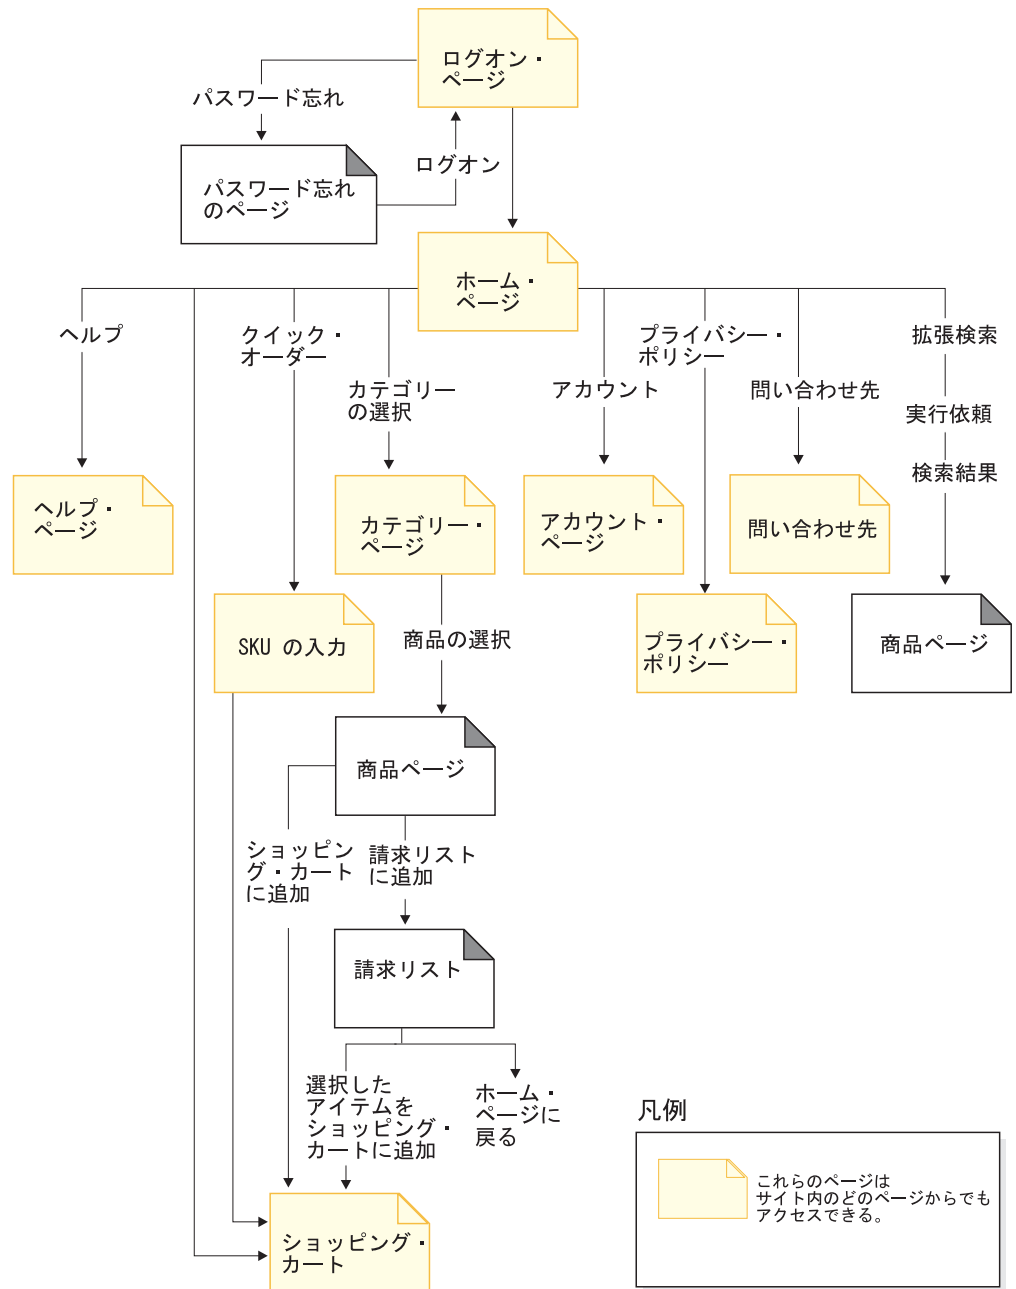 ログオン・
ページ
パスワード忘れ
ログオン
パスワード忘れ
のページ
ホーム・
ページ
ヘルプ
クイック・
オーダー
カテゴリー
の選択
アカウント
プライバシー・
ポリシー
問い合わせ先
拡張検索
実行依頼
検索結果
ヘルプ・
ページ
カテゴリー・
ページ
アカウント・
ページ
問い合わせ先
SKU の入力
商品の選択
プライバシー・
ポリシー
商品ページ
商品ページ
ショッピン
グ・カート
に追加
請求リスト
に追加
請求リスト
選択した
アイテムを
ショッピング・
カートに追加
ホーム・
ページに
戻る
ショッピング・
カート
凡例
これらのページは
サイト内のどのページからでも
アクセスできる。